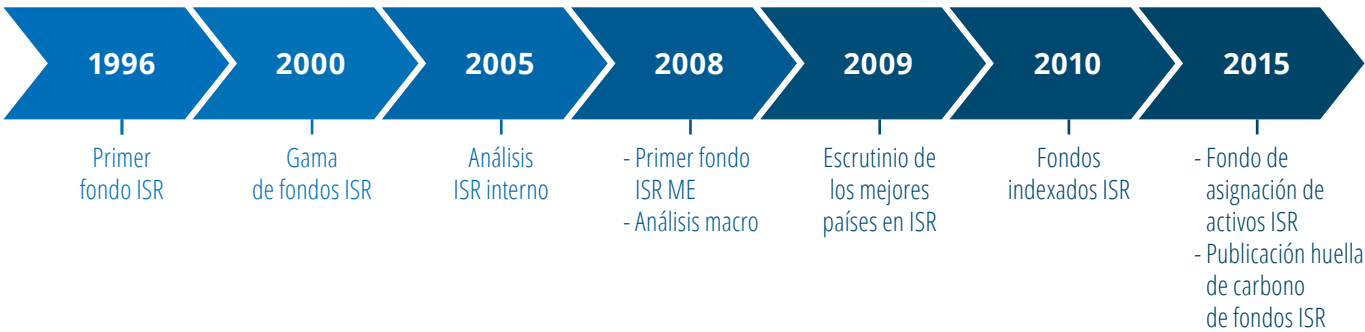 1996
Primer
fondo ISR
2000
Gama
de fondos ISR
2005
Análisis
ISR interno
2008
- Primer fondo
ISR ME
- Análisis macro
2009
Escrutinio de
los mejores
países en ISR
2010
Fondos
indexados ISR
2015
- Fondo de
asignación de
activos ISR
- Publicación huella
de carbono
de fondos ISR